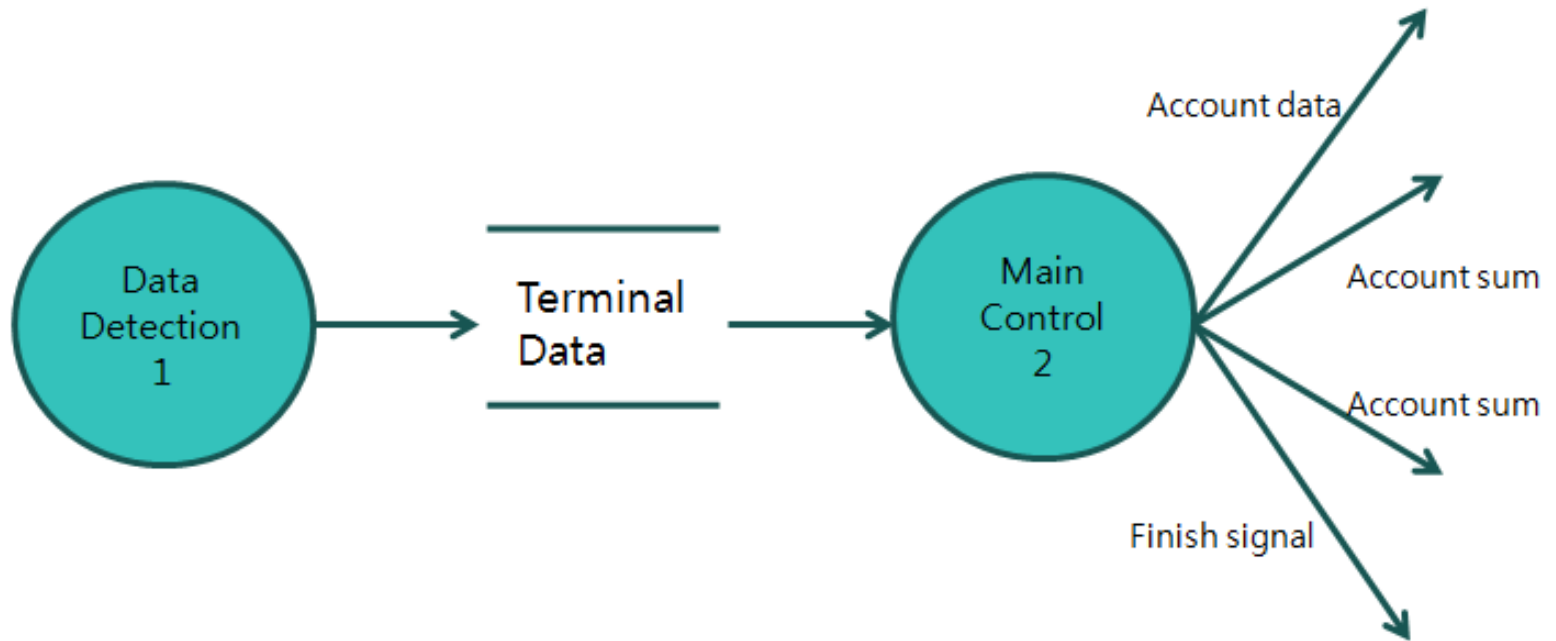 Data
Detection
1
Terminal
Data
Main
Control
2
Account data
Account sum
Account sum
Finish signal